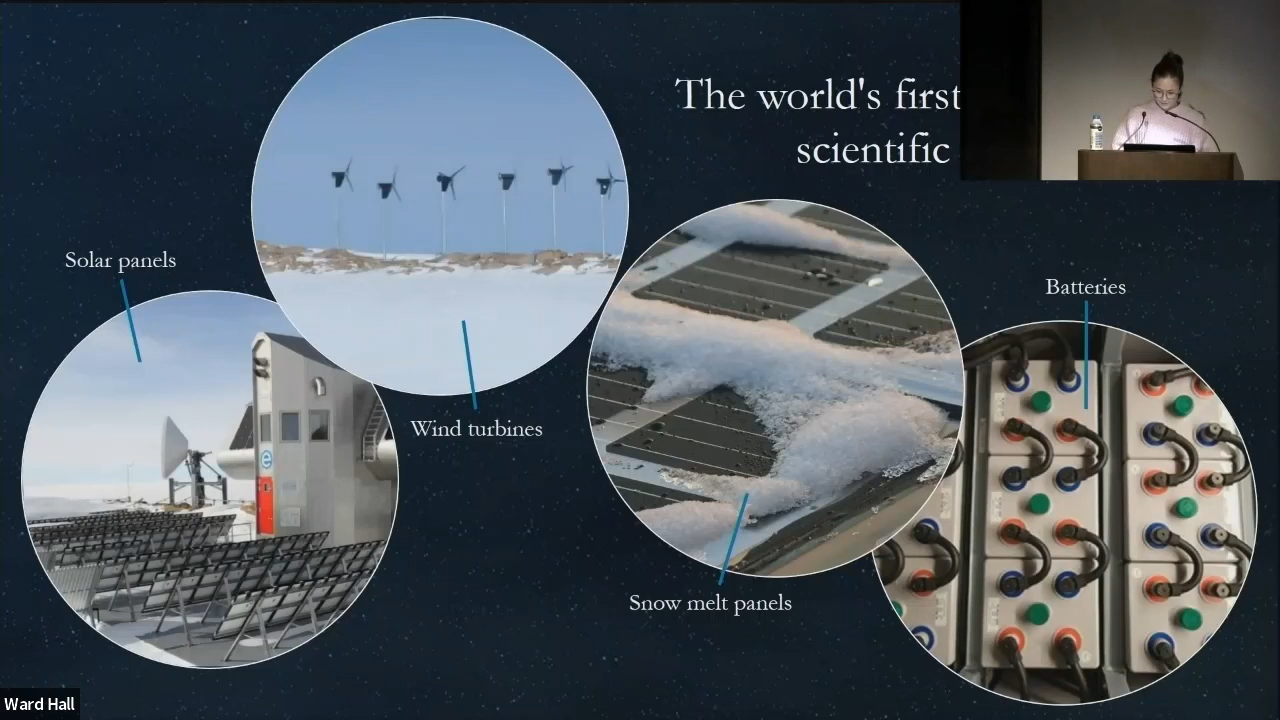 The world's first
scientific
Solar panels
Batteries
Wind turbines
Snow melt panels
Ward Hall